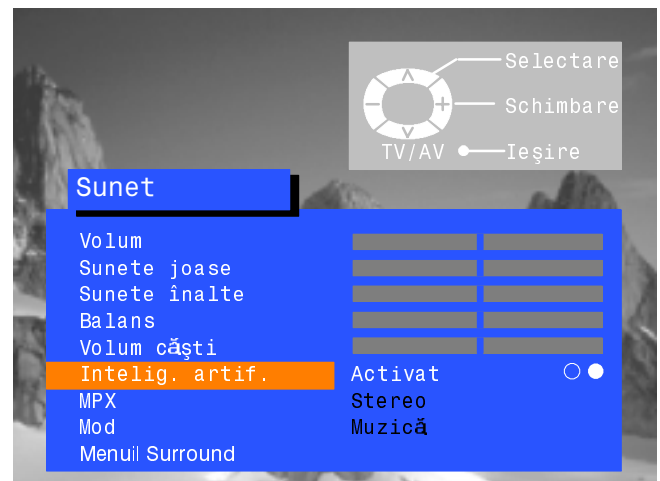 Selectare
Schimbare
TV/AV Ieşire
Sunet
Volum
Sunete joase
Sunete înalte
Balans
Volum căşti
Intelig. artif. Activat
MPX Stereo
Mod Muzică
Meniul Surround